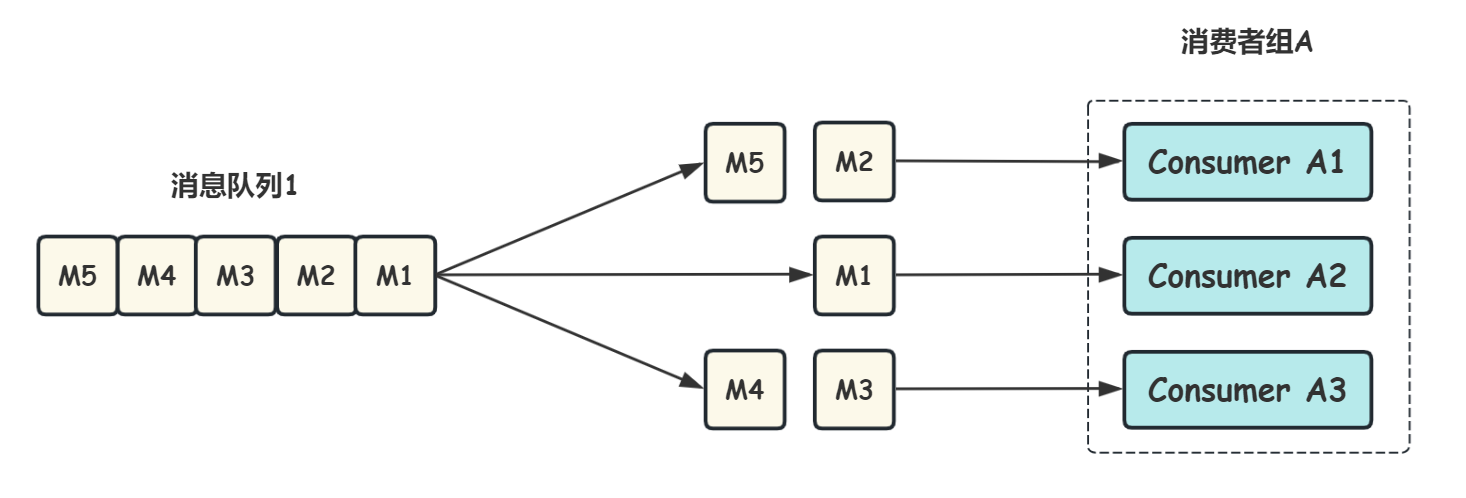 消费者组A
消息队列1
M5 M4 M3 M2 M1
M5 M2 Consumer A1
M1 Consumer A2
M4 M3 Consumer A3